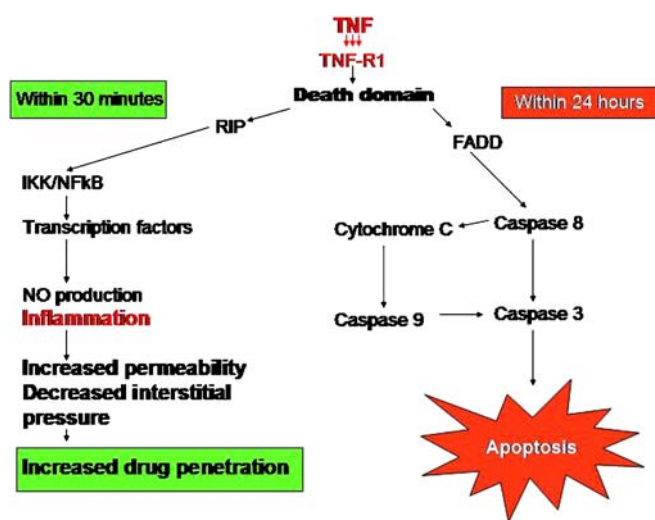 TNF
TNF-R1
Within 30 minutes
Death domain
Within 24 hours
RIP
FADD
IKK/NFkB
Transcription factors
Cytochrome C
Caspase 8
NO production
Inflammation
Caspase 9
Caspase 3
Increased permeability
Decreased interstitial
pressure
Increased drug penetration
Apoptosis